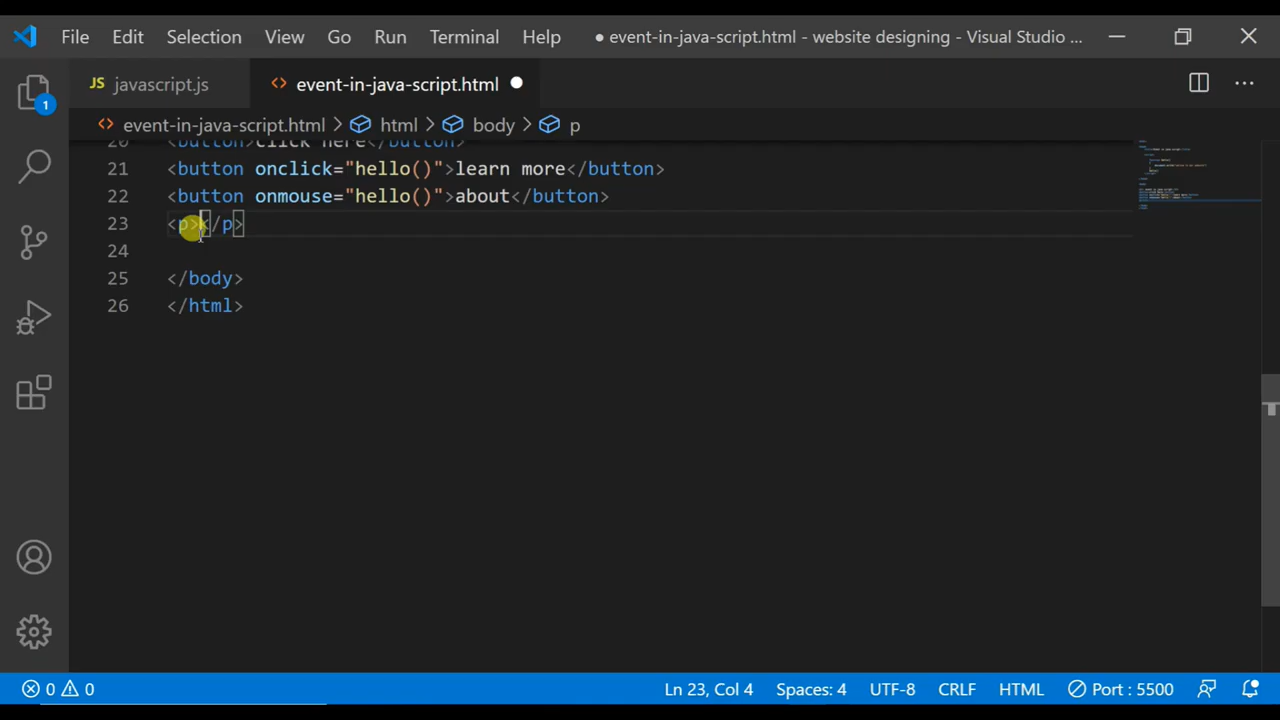 File Edit Selection View Go Run Terminal Help ● event-in-java-script.html - website designing - Visual Studio ...
JS javascript.js <> event-in-java-script.html ●
<> event-in-java-script.html > html > body > p
20 <button>click here</button>
21 <button onclick="hello()">learn more</button>
22 <button onmouse="hello()">about</button>
23 <p></p>
24
25 </body>
26 </html>
1
0 0 Ln 23, Col 4 Spaces: 4 UTF-8 CRLF HTML Port : 5500